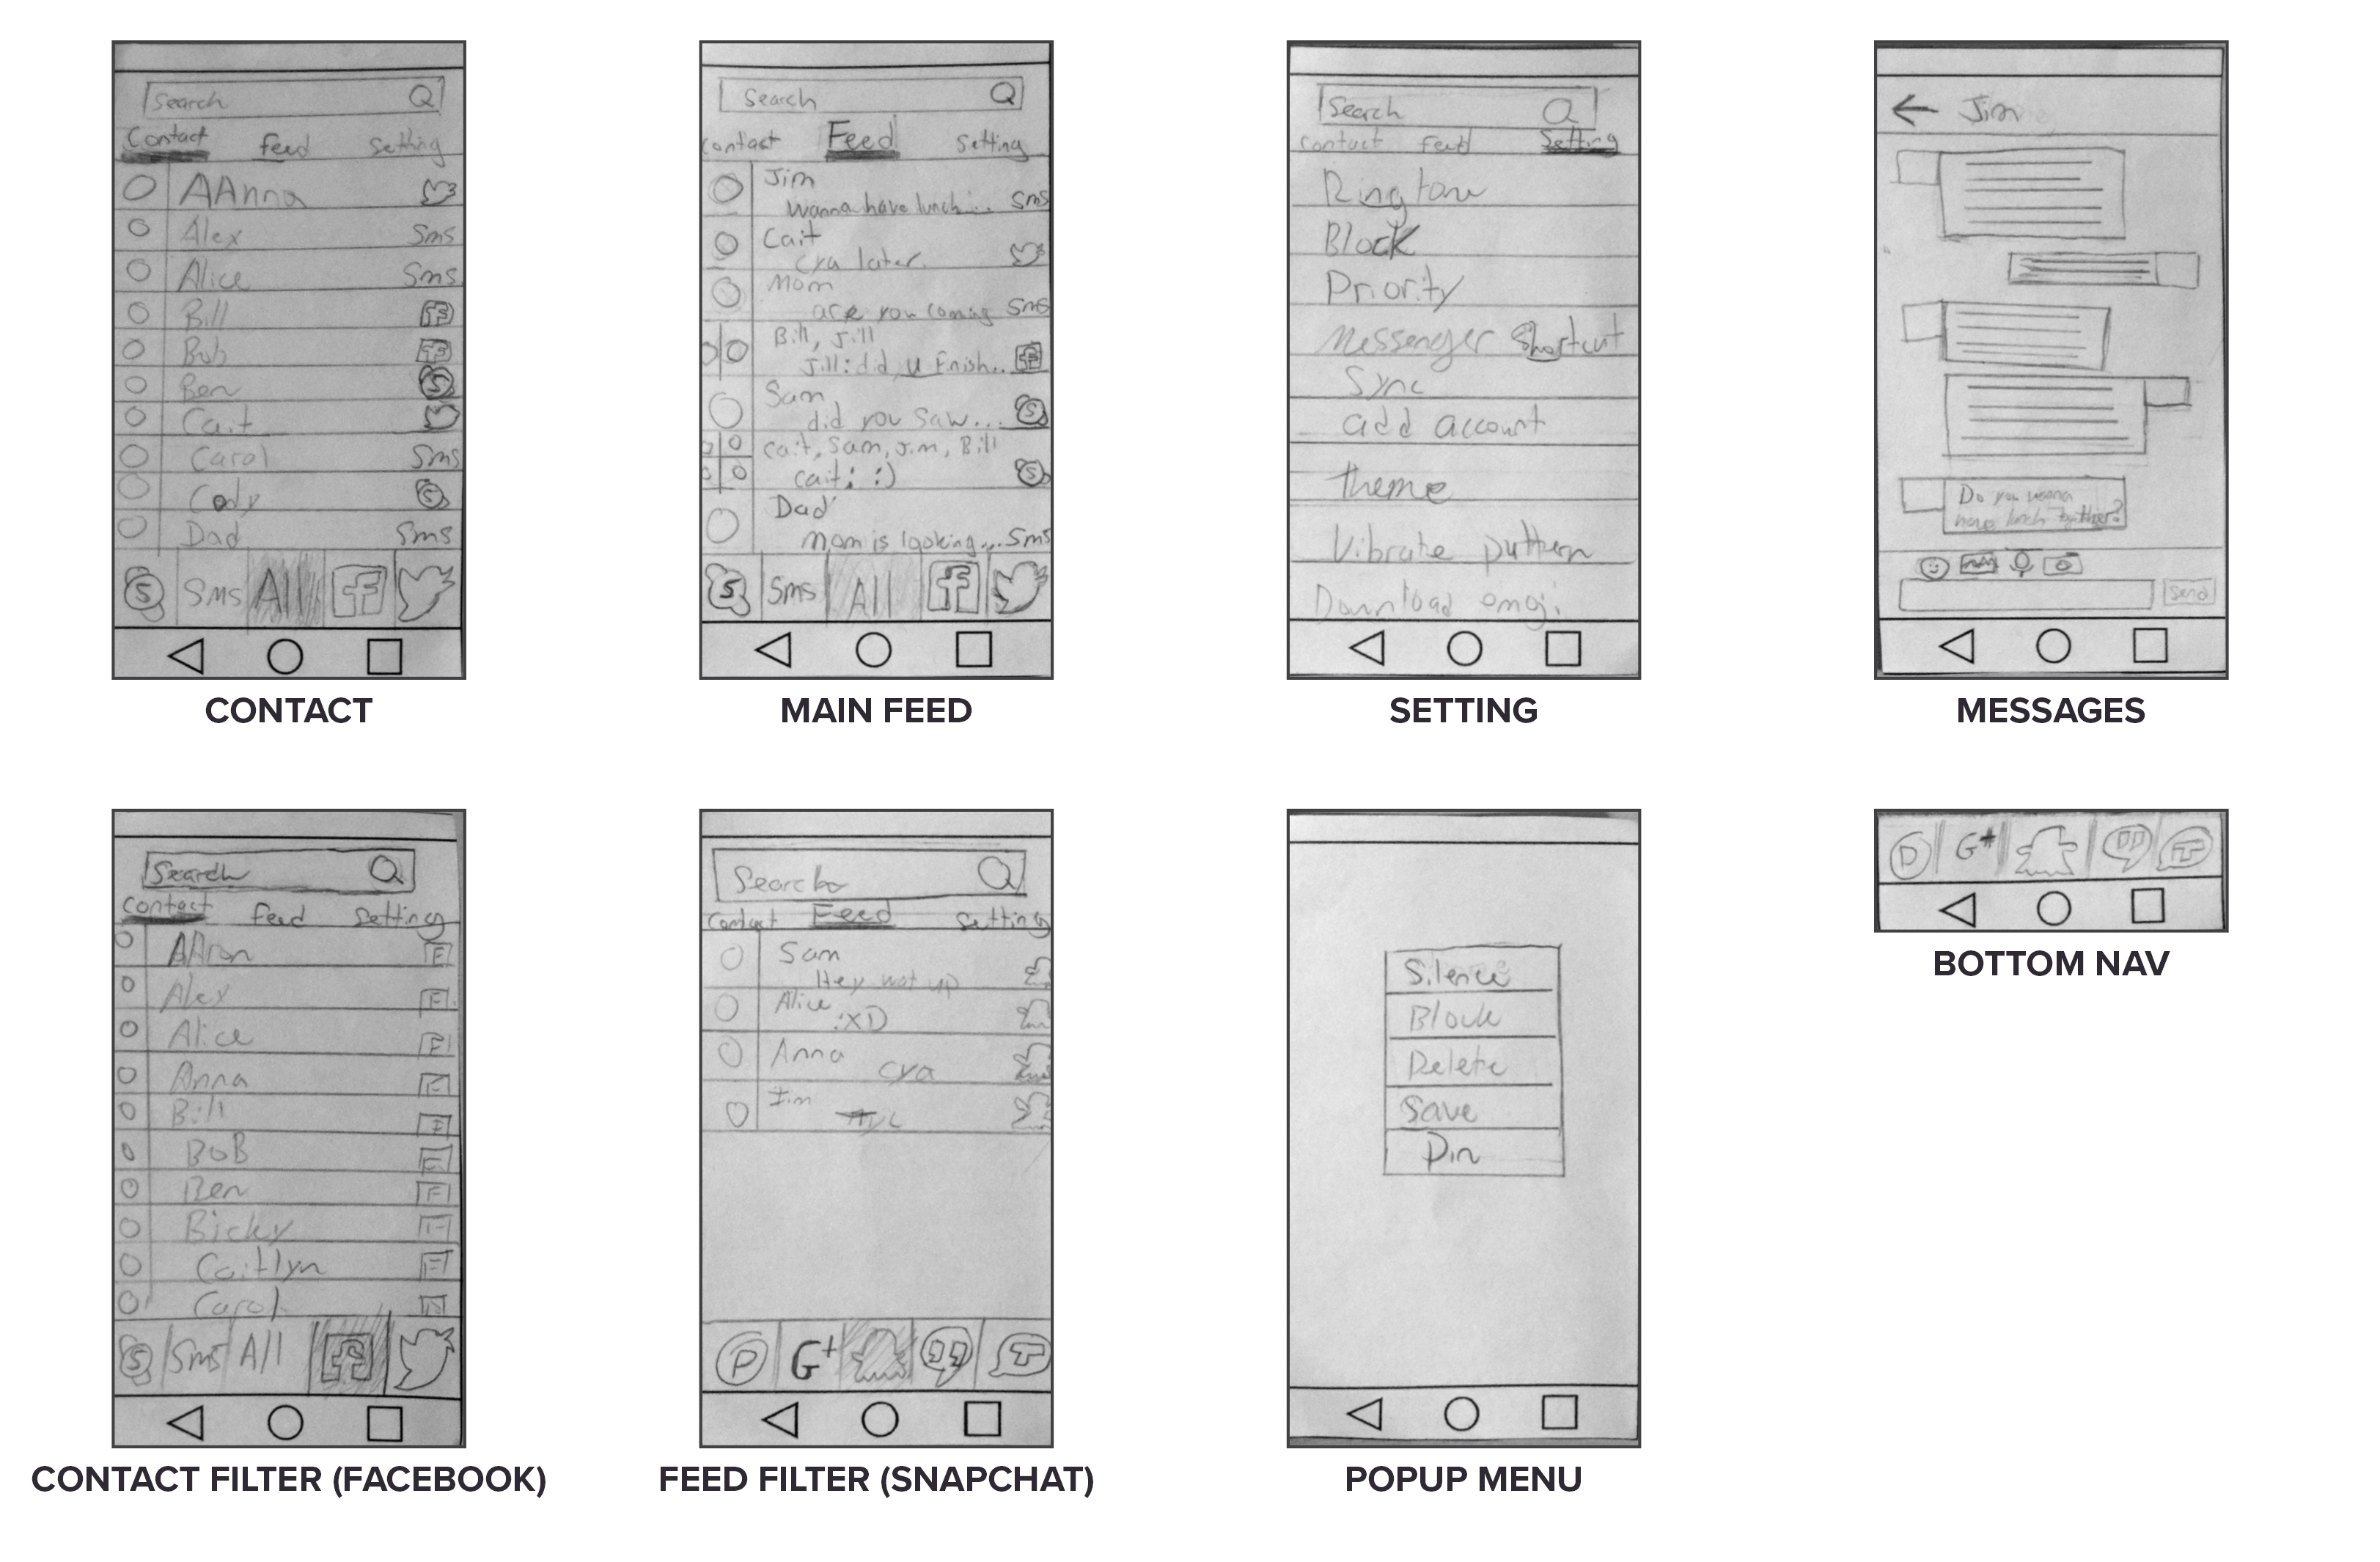 Search
Contact Feed Setting
AAnna
Alex Sms
Alice Sms
Bill f
Bob f
Ben S
Cait
Carol Sms
Cody S
Dad Sms
S Sms All f
CONTACT
Search
contact Feed Setting
Jim
Wanna have lunch... Sms
Cait
cya later.
Mom
are you coming Sms
Bill, Jill
Jill: did u finish.. f
Sam
did you saw... S
cait, Sam, Jim, Bill
cait: :) S
Dad
Mom is looking... Sms
S Sms All f
MAIN FEED
Search
contact Feed Setting
Ringtone
Block
Priority
Messenger Shortcut
Sync
add account
theme
Vibrate puttern
Download emoji
SETTING
Jim
Do you wanna
have lunch together?
Send
MESSAGES
Search
contact feed Setting
AAron F
Alex F
Alice F
Anna F
Bill F
BoB F
Ben F
Bicky F
Caitlyn F
Carol
S Sms All f
CONTACT FILTER (FACEBOOK)
Contact Feed Setting
Sam
Hey wat up
Alice
:XD
Anna
cya
Jim
P G+ T
FEED FILTER (SNAPCHAT)
Silence
Block
Delete
Save
Pin
POPUP MENU
P G+ T
BOTTOM NAV